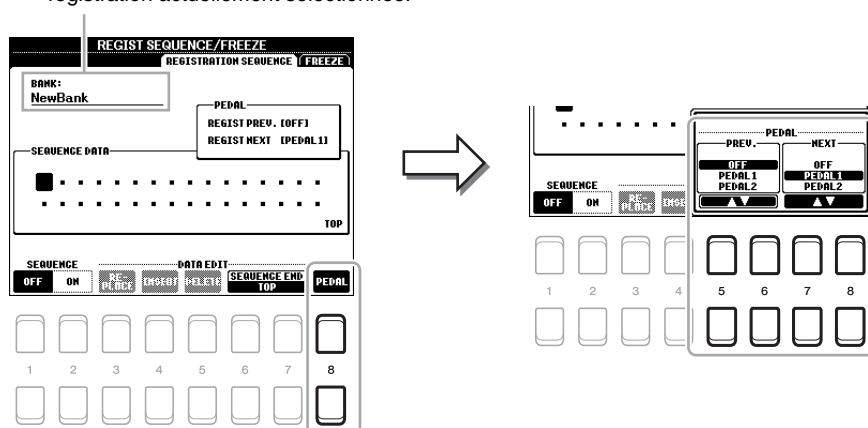 registration actuellement sélectionnée.
REGIST SEQUENCE/FREEZE
REGISTRATION SEQUENCE FREEZE
BANK:
NewBank
PEDAL
REGIST PREV. [OFF]
REGIST NEXT [PEDAL1]
SEQUENCE DATA
TOP
SEQUENCE DATA EDIT
OFF ON RE-PLACE INSERT DELETE SEQUENCE END TOP PEDAL
1 2 3 4 5 6 7 8
PEDAL
PREV. NEXT
OFF OFF
PEDAL1 PEDAL1
PEDAL2 PEDAL2
SEQUENCE
OFF ON RE-PLACE INSE
1 2 3 4 5 6 7 8